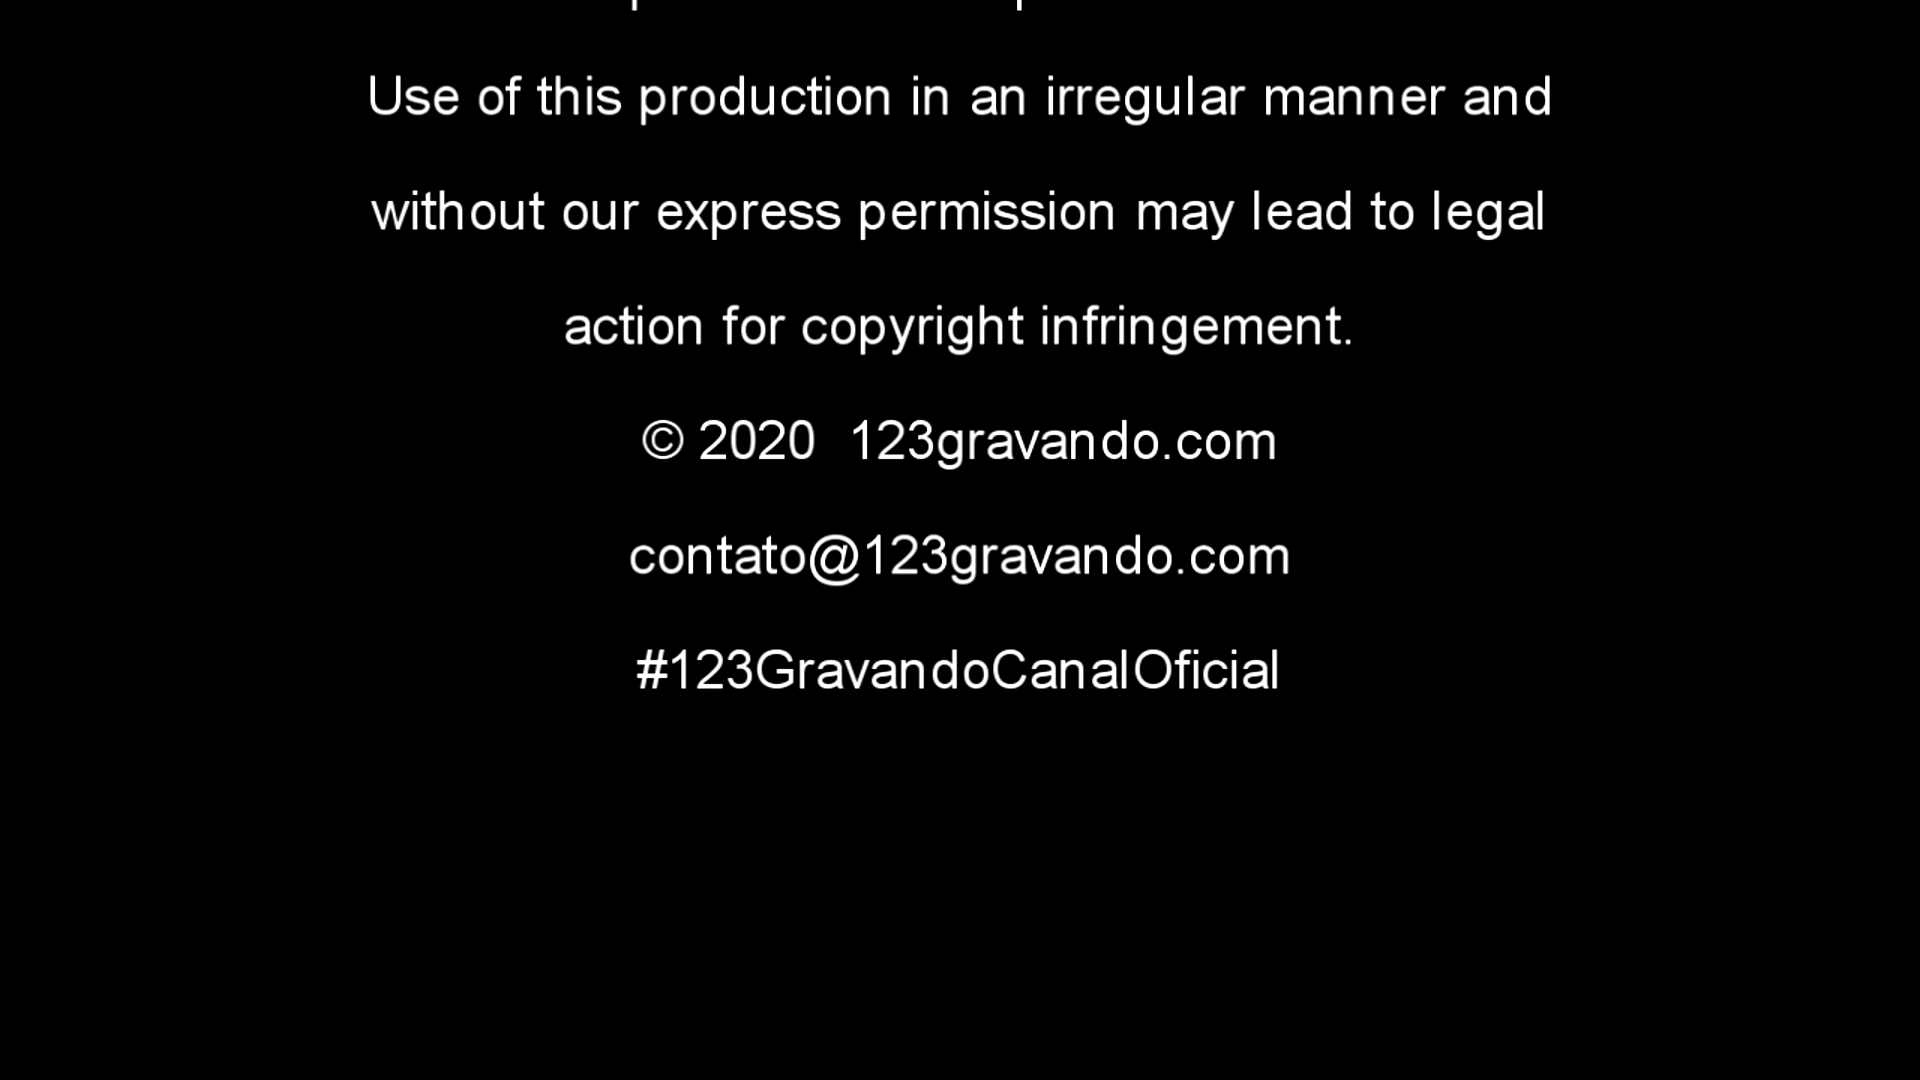 Use of this production in an irregular manner and
without our express permission may lead to legal
action for copyright infringement.
© 2020  123gravando.com
contato@123gravando.com
#123GravandoCanalOficial